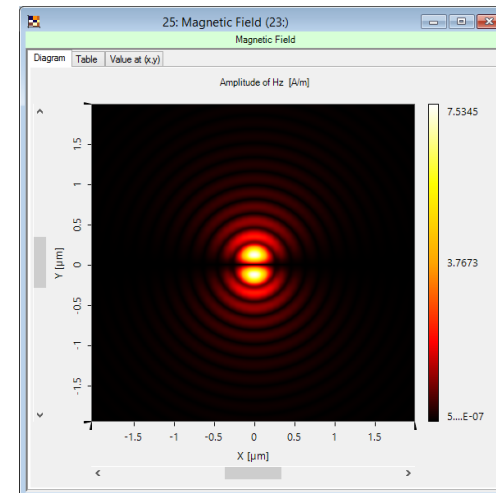 25: Magnetic Field (23:)
Magnetic Field
Diagram Table Value at (x,y)
Amplitude of Hz [A/m]
7.5345
3.7673
5....E-07
Y [µm]
1.5
1
0.5
0
-0.5
-1
-1.5
-1.5 -1 -0.5 0 0.5 1 1.5
X [µm]